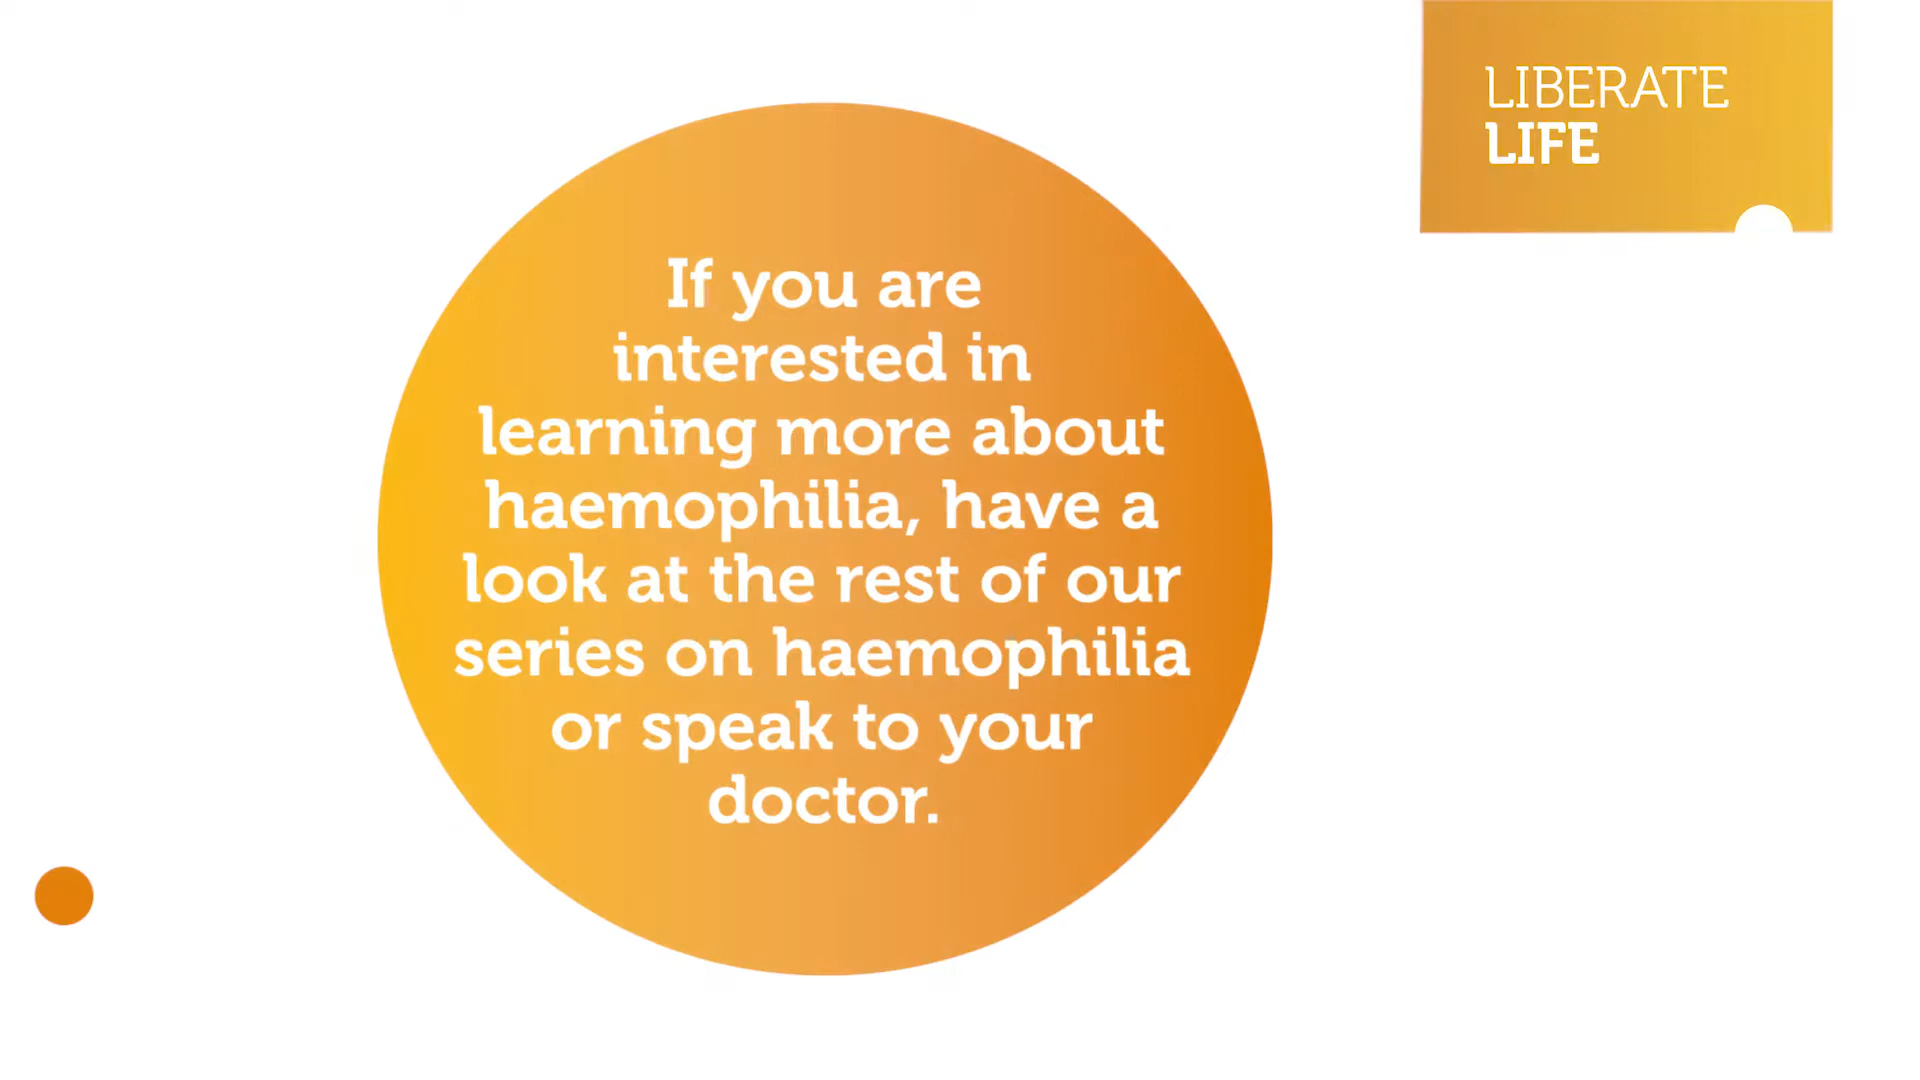 LIBERATE
LIFE
If you are
interested in
learning more about
haemophilia, have a
look at the rest of our
series on haemophilia
or speak to your
doctor.